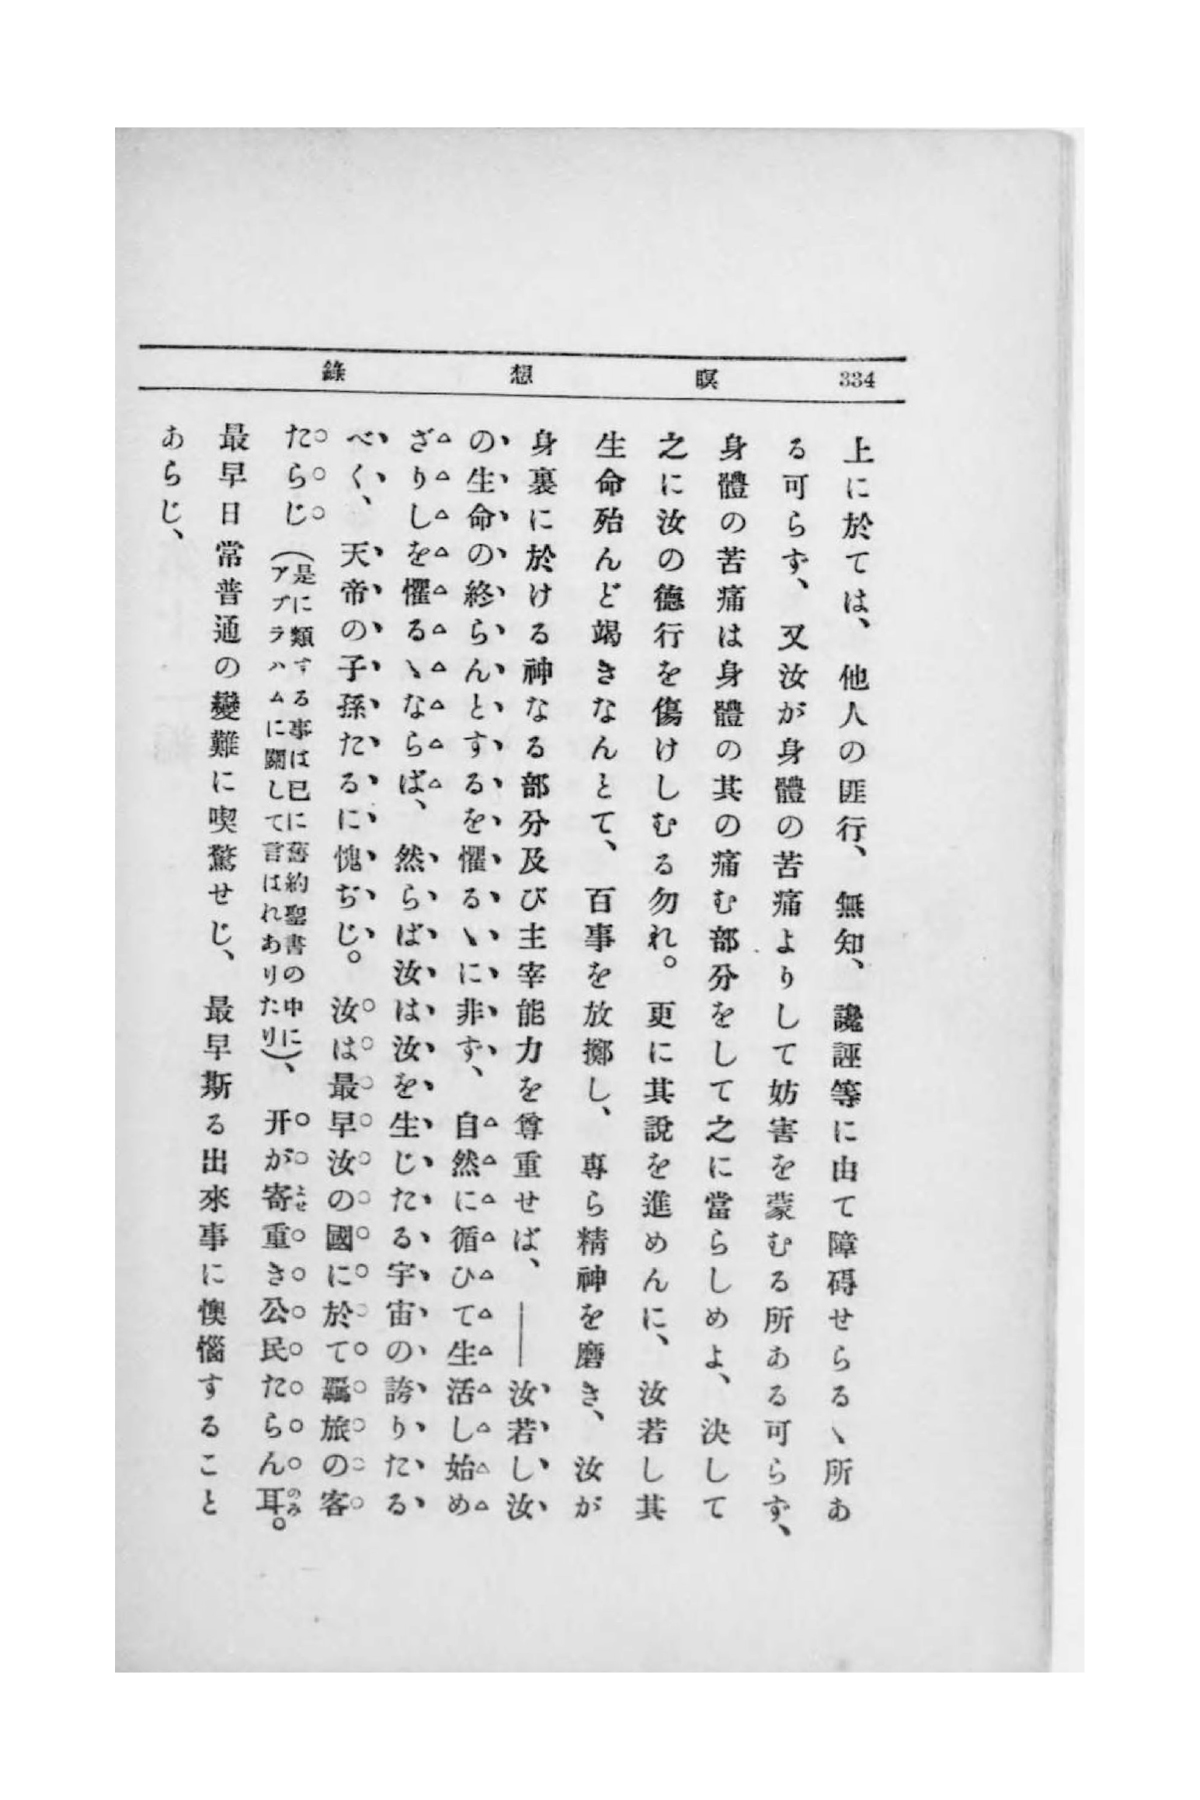 334 瞑想錄
上に於ては、他人の匪行、無知、讒誣等に由て障碍せらるゝ所あ
る可らず、又汝が身體の苦痛よりして妨害を蒙むる所ある可らず、
身體の苦痛は身體の其の痛む部分をして之に當らしめよ、決して
之に汝の德行を傷けしむる勿れ。更に其說を進めんに、汝若し其
生命殆んど竭きなんとて、百事を放擲し、專ら精神を磨き、汝が
身裏に於ける神なる部分及び主宰能力を尊重せば、――汝若し汝
の生命の終らんとするを懼るゝに非ず、自然に循ひて生活し始め
ざりしを懼るゝならば、然らば汝は汝を生じたる宇宙の誇りたる
べく、天帝の子孫たるに愧ぢじ。汝は最早汝の國に於て羈旅の客
たらじ(是に類する事は已に舊約聖書の中に
アブラハムに關して言はれありたり)、开が寄重き公民たらん耳。
よせ
のみ
最早日常普通の變難に喫驚せじ、最早斯る出來事に懊惱すること
あらじ、